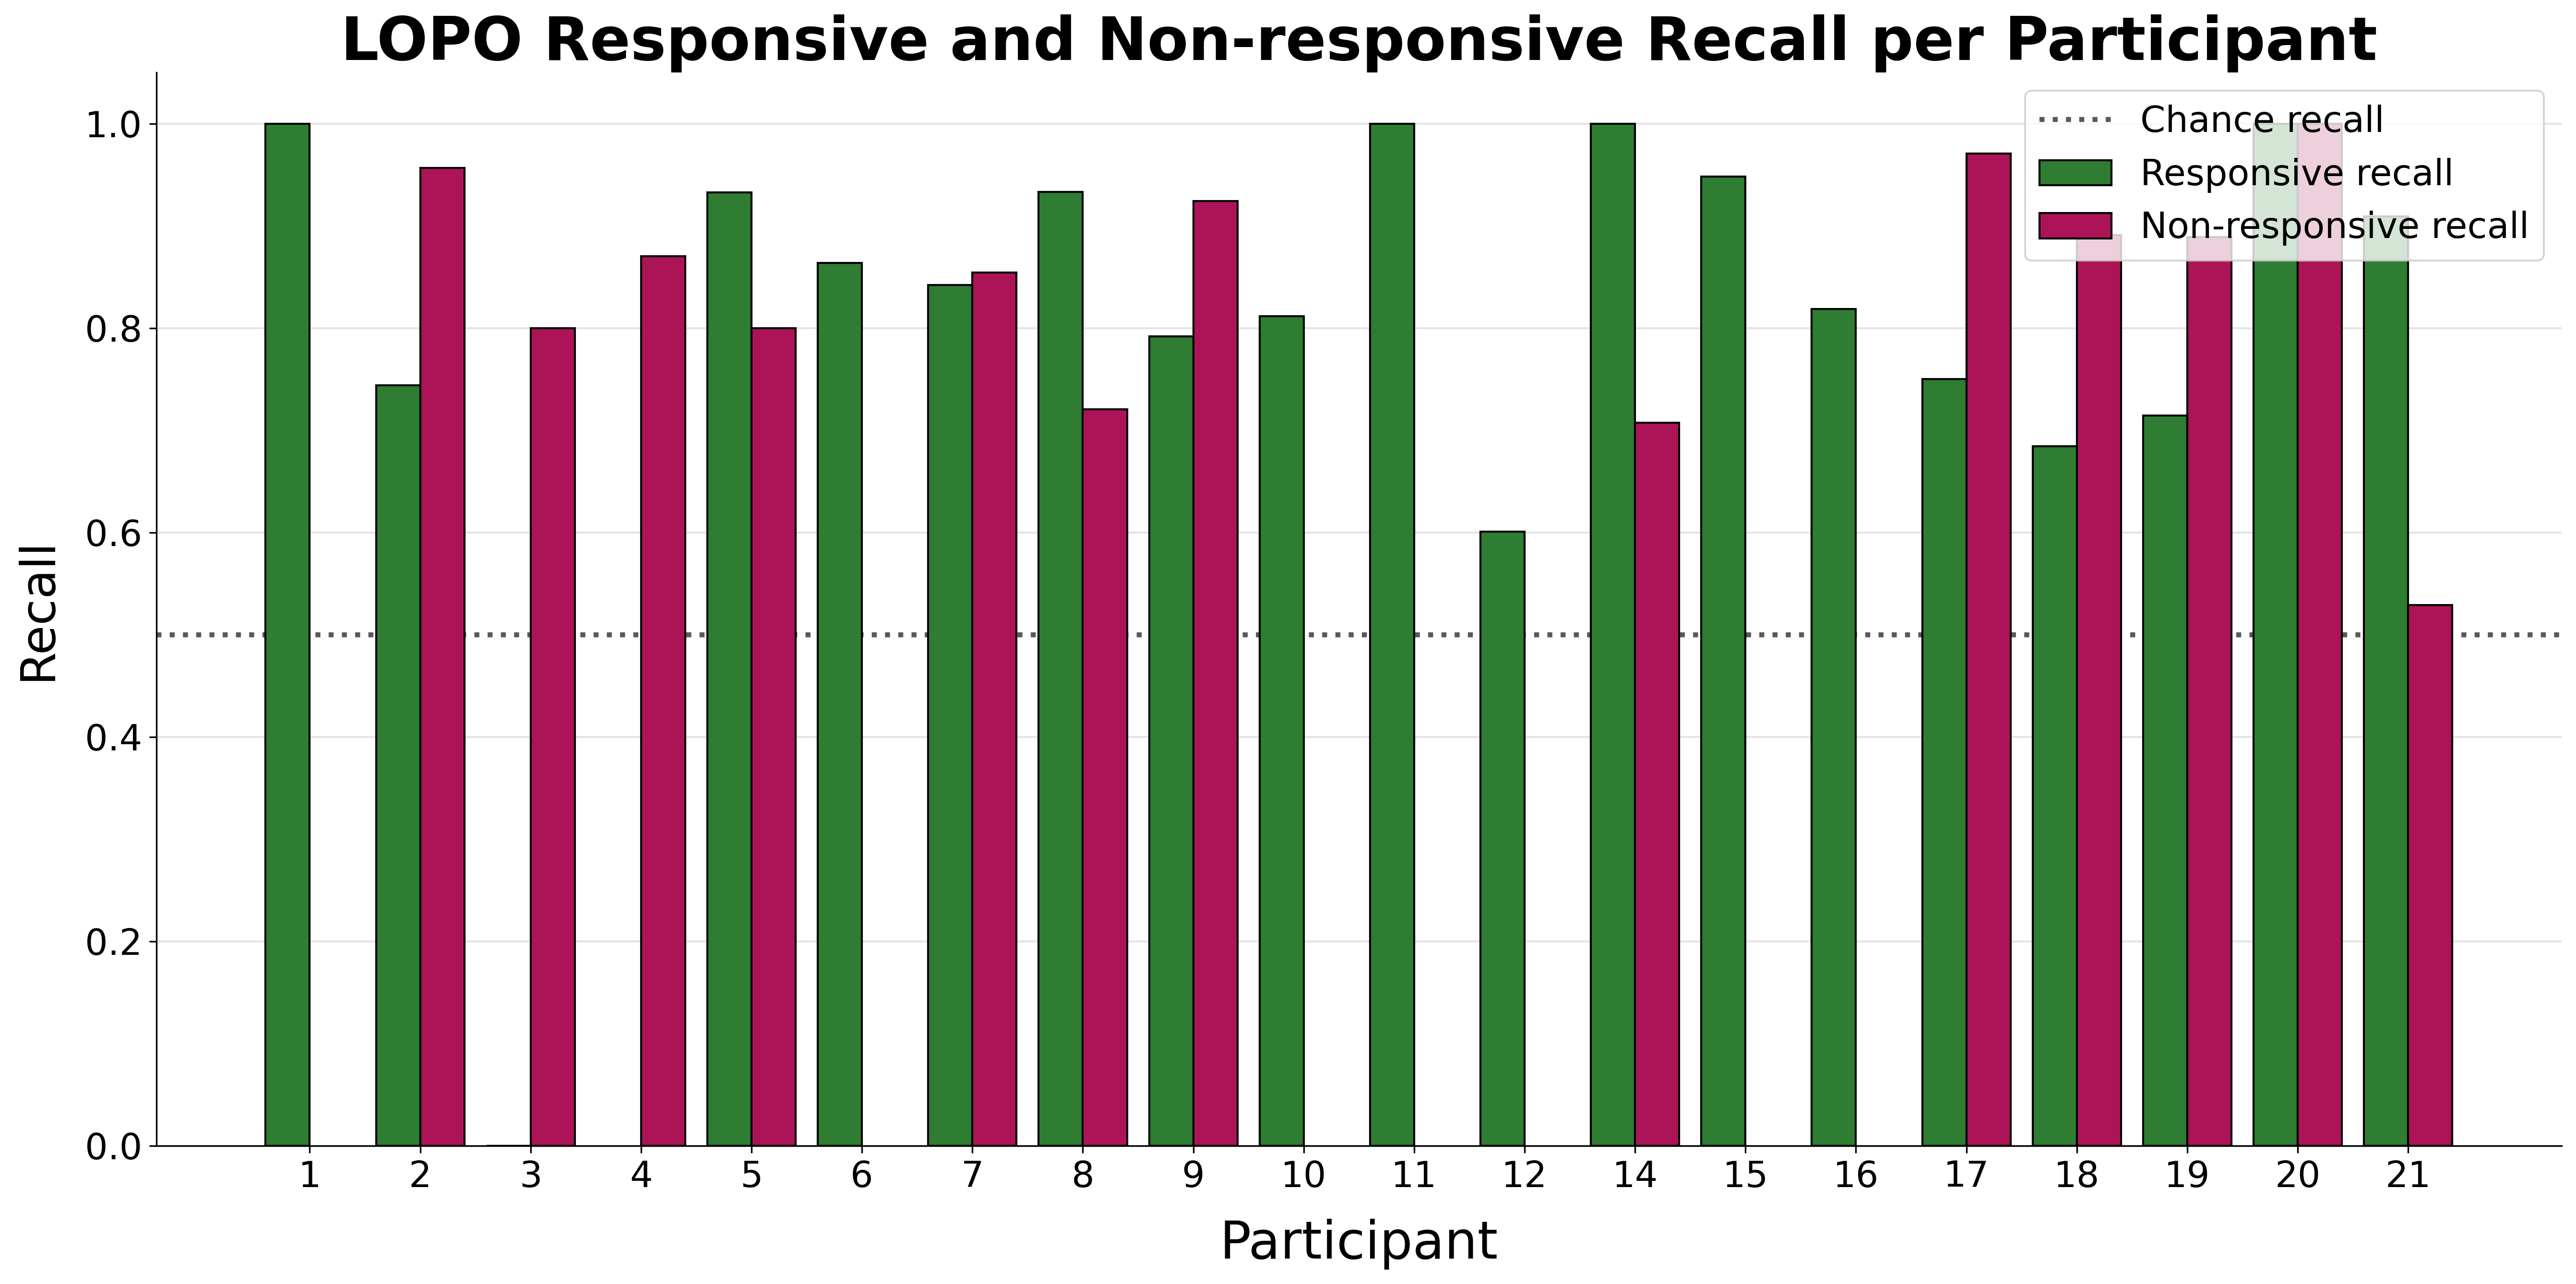 LOPO Responsive and Non-responsive Recall per Participant
Chance recall
Responsive recall
Non-responsive recall
1.0
0.8
0.6
0.4
0.2
0.0
Recall
1 2 3 4 5 6 7 8 9 10 11 12 14 15 16 17 18 19 20 21
Participant